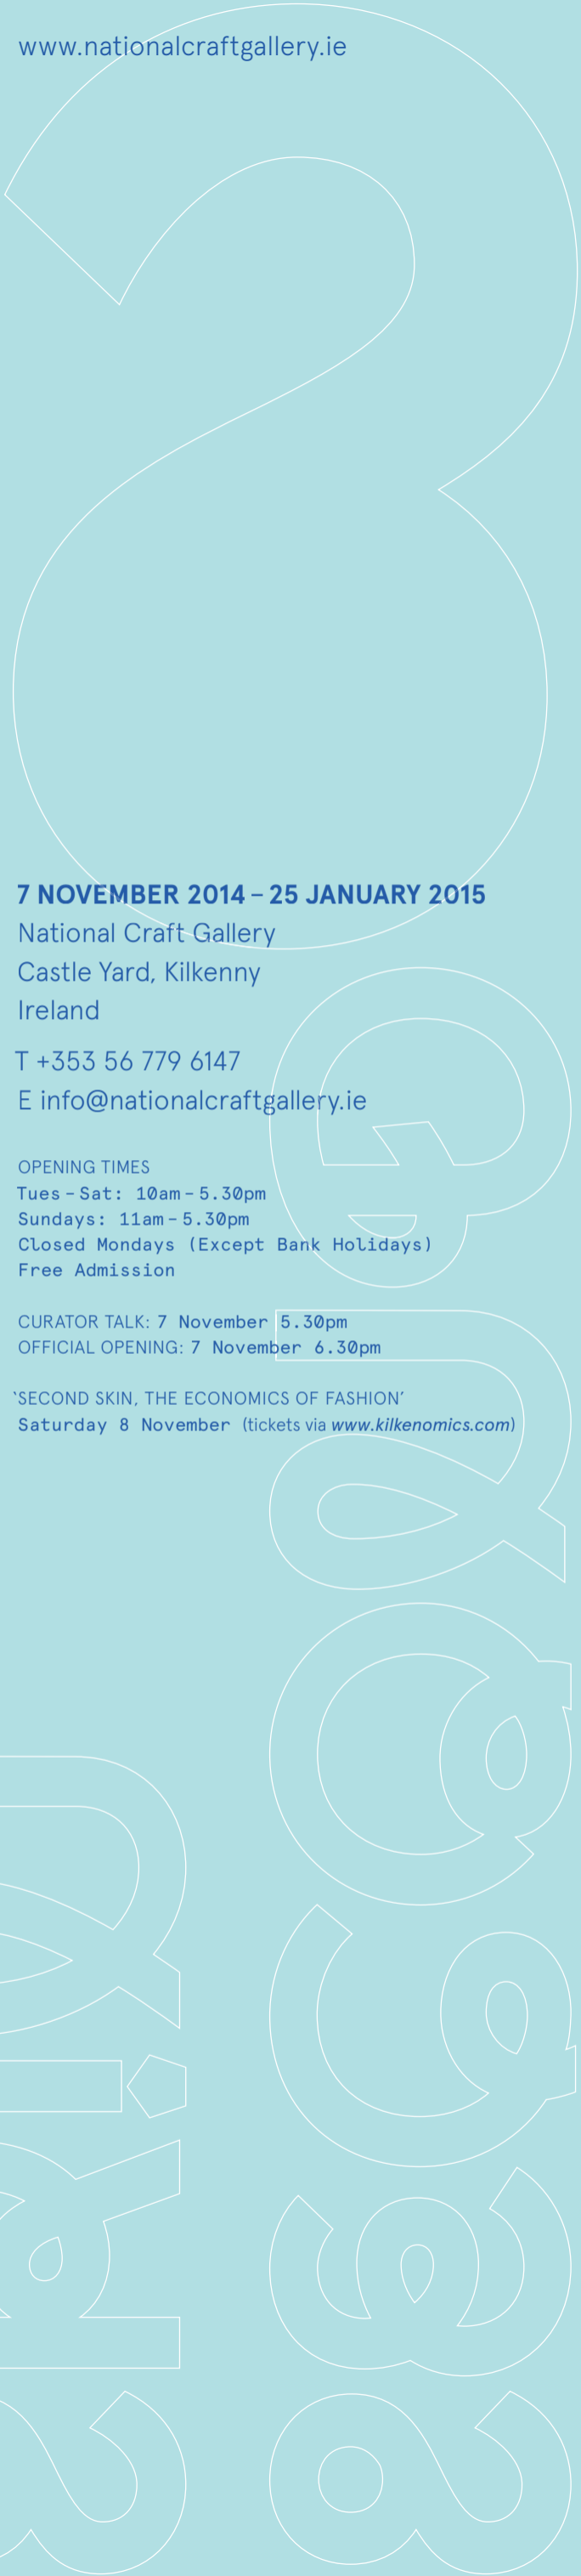 www.nationalcraftgallery.ie
7 NOVEMBER 2014 – 25 JANUARY 2015
National Craft Gallery
Castle Yard, Kilkenny
Ireland
T +353 56 779 6147
E info@nationalcraftgallery.ie
OPENING TIMES
Tues – Sat: 10am – 5.30pm
Sundays: 11am – 5.30pm
Closed Mondays (Except Bank Holidays)
Free Admission
CURATOR TALK: 7 November 5.30pm
OFFICIAL OPENING: 7 November 6.30pm
‘SECOND SKIN, THE ECONOMICS OF FASHION’
Saturday 8 November (tickets via www.kilkenomics.com)